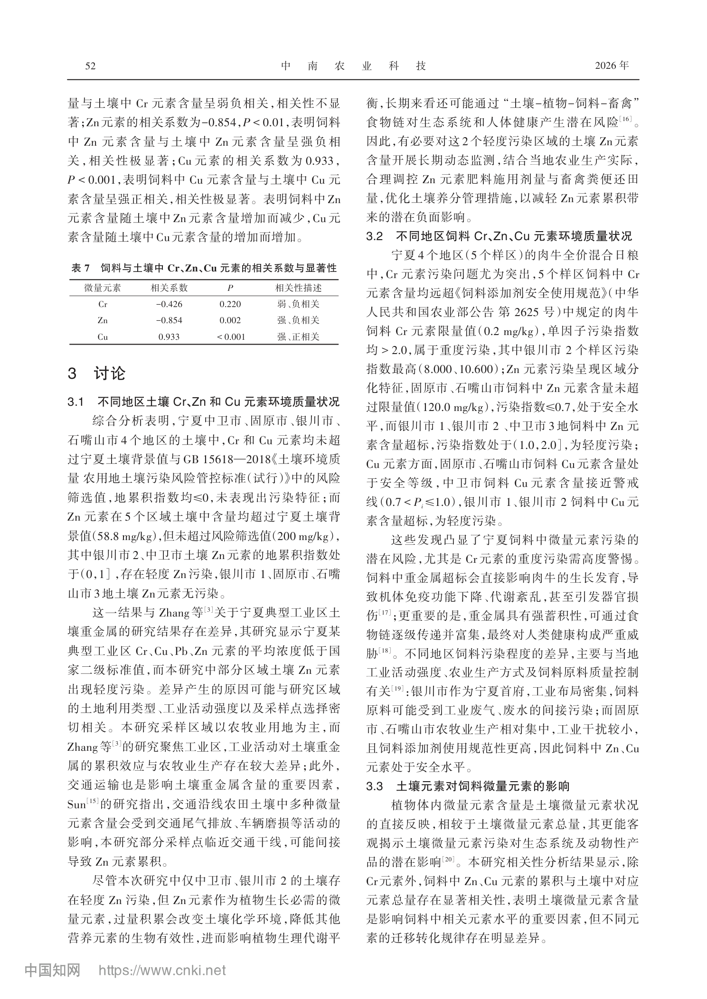 52
中 南 农 业 科 技
2026 年
量与土壤中 Cr 元素含量呈弱负相关,相关性不显
著;Zn元素的相关系数为-0.854,P < 0.01,表明饲料
中 Zn 元素含量与土壤中 Zn 元素含量呈强负相
关,相关性极显著;Cu 元素的相关系数为 0.933,
P < 0.001,表明饲料中 Cu 元素含量与土壤中 Cu 元
素含量呈强正相关,相关性极显著。表明饲料中 Zn
元素含量随土壤中 Zn 元素含量增加而减少,Cu 元
素含量随土壤中 Cu 元素含量的增加而增加。
表 7 饲料与土壤中 Cr、Zn、Cu 元素的相关系数与显著性
微量元素 相关系数 P 相关性描述
Cr -0.426 0.220 弱、负相关
Zn -0.854 0.002 强、负相关
Cu 0.933 < 0.001 强、正相关
3 讨论
3.1 不同地区土壤 Cr、Zn 和 Cu 元素环境质量状况
综合分析表明,宁夏中卫市、固原市、银川市、
石嘴山市 4 个地区的土壤中,Cr 和 Cu 元素均未超
过宁夏土壤背景值与 GB 15618—2018《土壤环境质
量 农用地土壤污染风险管控标准(试行)》中的风险
筛选值,地累积指数均≤0,未表现出污染特征;而
Zn 元素在 5 个区域土壤中含量均超过宁夏土壤背
景值(58.8 mg/kg),但未超过风险筛选值(200 mg/kg),
其中银川市 2、中卫市土壤 Zn 元素的地累积指数处
于(0,1],存在轻度 Zn 污染,银川市 1、固原市、石嘴
山市 3 地土壤 Zn 元素无污染。
这一结果与 Zhang 等[3]关于宁夏典型工业区土
壤重金属的研究结果存在差异,其研究显示宁夏某
典型工业区 Cr、Cu、Pb、Zn 元素的平均浓度低于国
家二级标准值,而本研究中部分区域土壤 Zn 元素
出现轻度污染。差异产生的原因可能与研究区域
的土地利用类型、工业活动强度以及采样点选择密
切相关。本研究采样区域以农牧业用地为主,而
Zhang 等[3]的研究聚焦工业区,工业活动对土壤重金
属的累积效应与农牧业生产存在较大差异;此外,
交通运输也是影响土壤重金属含量的重要因素,
Sun[15]的研究指出,交通沿线农田土壤中多种微量
元素含量会受到交通尾气排放、车辆磨损等活动的
影响,本研究部分采样点临近交通干线,可能间接
导致 Zn 元素累积。
尽管本次研究中仅中卫市、银川市 2 的土壤存
在轻度 Zn 污染,但 Zn 元素作为植物生长必需的微
量元素,过量积累会改变土壤化学环境,降低其他
营养元素的生物有效性,进而影响植物生理代谢平
衡,长期来看还可能通过“土壤-植物-饲料-畜禽”
食物链对生态系统和人体健康产生潜在风险[16]。
因此,有必要对这 2 个轻度污染区域的土壤 Zn 元素
含量开展长期动态监测,结合当地农业生产实际,
合理调控 Zn 元素肥料施用剂量与畜禽粪便还田
量,优化土壤养分管理措施,以减轻 Zn 元素累积带
来的潜在负面影响。
3.2 不同地区饲料 Cr、Zn、Cu 元素环境质量状况
宁夏 4 个地区(5 个样区)的肉牛全价混合日粮
中,Cr 元素污染问题尤为突出,5 个样区饲料中 Cr
元素含量均远超《饲料添加剂安全使用规范》(中华
人民共和国农业部公告 第 2625 号)中规定的肉牛
饲料 Cr 元素限量值(0.2 mg/kg),单因子污染指数
均 > 2.0,属于重度污染,其中银川市 2 个样区污染
指数最高(8.000、10.600);Zn 元素污染呈现区域分
化特征,固原市、石嘴山市饲料中 Zn 元素含量未超
过限量值(120.0 mg/kg),污染指数≤0.7,处于安全水
平,而银川市 1、银川市 2 、中卫市 3 地饲料中 Zn 元
素含量超标,污染指数处于(1.0,2.0],为轻度污染;
Cu 元素方面,固原市、石嘴山市饲料 Cu 元素含量处
于安全等级,中卫市饲料 Cu 元素含量接近警戒
线(0.7 < Pi≤1.0),银川市 1、银川市 2 饲料中 Cu 元
素含量超标,为轻度污染。
这些发现凸显了宁夏饲料中微量元素污染的
潜在风险,尤其是 Cr 元素的重度污染需高度警惕。
饲料中重金属超标会直接影响肉牛的生长发育,导
致机体免疫功能下降、代谢紊乱,甚至引发器官损
伤[17];更重要的是,重金属具有强蓄积性,可通过食
物链逐级传递并富集,最终对人类健康构成严重威
胁[18]。不同地区饲料污染程度的差异,主要与当地
工业活动强度、农业生产方式及饲料原料质量控制
有关[19]:银川市作为宁夏首府,工业布局密集,饲料
原料可能受到工业废气、废水的间接污染;而固原
市、石嘴山市农牧业生产相对集中,工业干扰较小,
且饲料添加剂使用规范性更高,因此饲料中 Zn、Cu
元素处于安全水平。
3.3 土壤元素对饲料微量元素的影响
植物体内微量元素含量是土壤微量元素状况
的直接反映,相较于土壤微量元素总量,其更能客
观揭示土壤微量元素污染对生态系统及动物性产
品的潜在影响[20]。本研究相关性分析结果显示,除
Cr 元素外,饲料中 Zn、Cu 元素的累积与土壤中对应
元素总量存在显著相关性,表明土壤微量元素含量
是影响饲料中相关元素水平的重要因素,但不同元
素的迁移转化规律存在明显差异。
中国知网 https://www.cnki.net